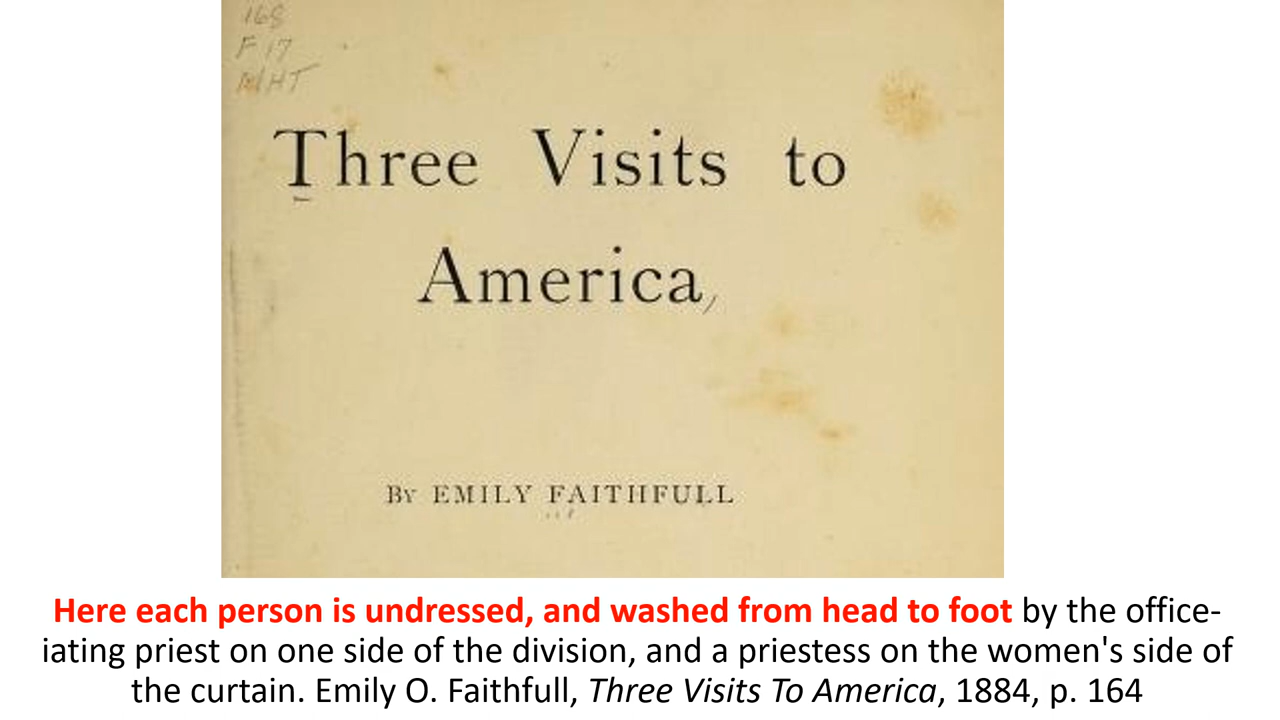 168
F 17
Three Visits to
America,
By EMILY FAITHFULL
Here each person is undressed, and washed from head to foot by the office-
iating priest on one side of the division, and a priestess on the women's side of
the curtain. Emily O. Faithfull, Three Visits To America, 1884, p. 164